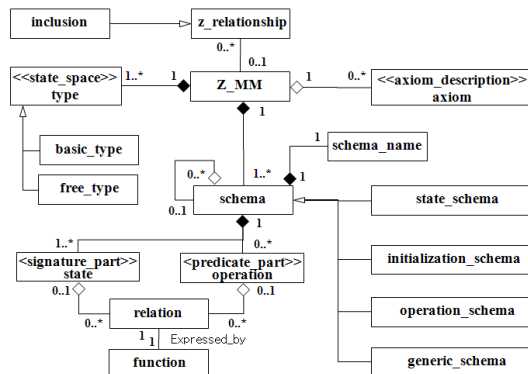 inclusion
z_relationship
0..*
0..1
<<state_space>>
type
1..*
1
Z_MM
1
0..*
<<axiom_description>>
axiom
1
basic_type
free_type
1
schema_name
0..*
1..*
1
0..1
schema
state_schema
1
1..*
0..*
<signature_part>
state
<predicate_part>>
operation
initialization_schema
0..1
0..1
relation
0..*
0..*
operation_schema
1
1
Expressed_by
function
generic_schema